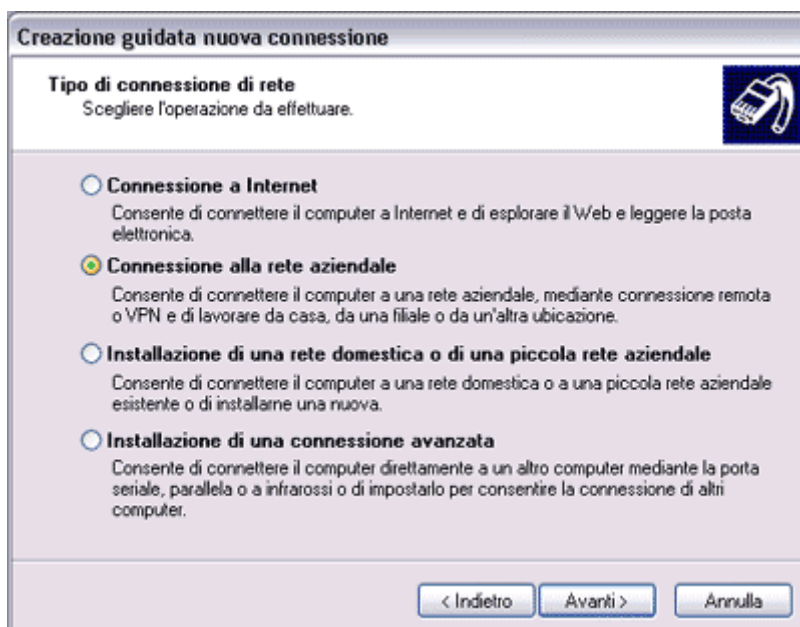 Creazione guidata nuova connessione
Tipo di connessione di rete
Scegliere l'operazione da effettuare.
Connessione a Internet
Consente di connettere il computer a Internet e di esplorare il Web e leggere la posta
elettronica.
Connessione alla rete aziendale
Consente di connettere il computer a una rete aziendale, mediante connessione remota
o VPN e di lavorare da casa, da una filiale o da un'altra ubicazione.
Installazione di una rete domestica o di una piccola rete aziendale
Consente di connettere il computer a una rete domestica o a una piccola rete aziendale
esistente o di installarne una nuova.
Installazione di una connessione avanzata
Consente di connettere il computer direttamente a un altro computer mediante la porta
seriale, parallela o a infrarossi o di impostarlo per consentire la connessione di altri
computer.
< Indietro Avanti > Annulla